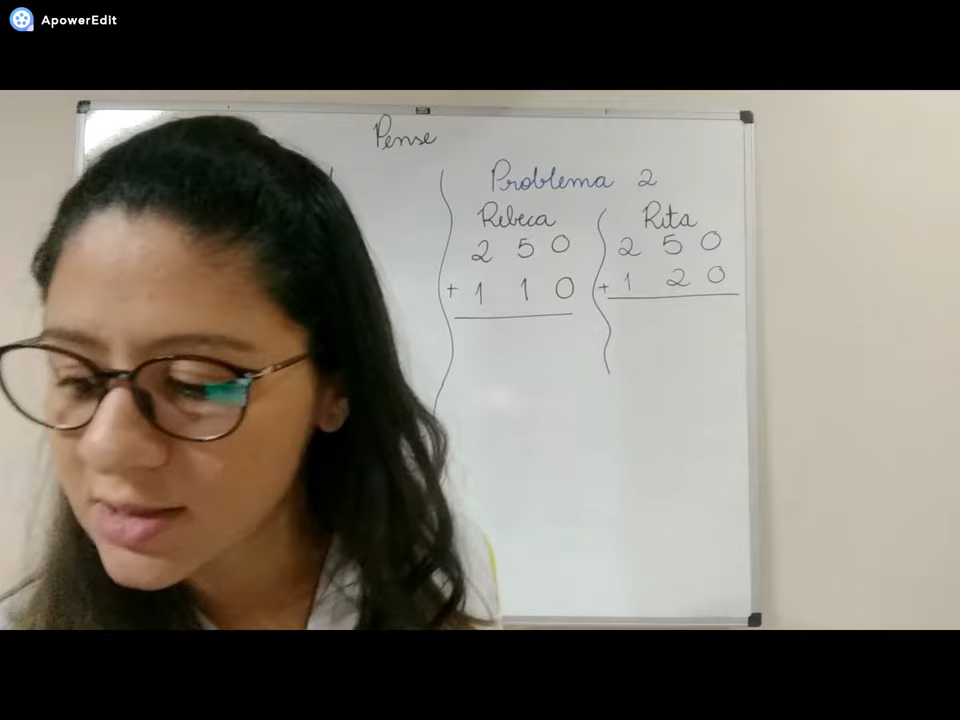 ApowerEdit
Pense
Problema 2
Rebeca
2 5 0
+ 1 1 0
Rita
2 5 0
+ 1 2 0